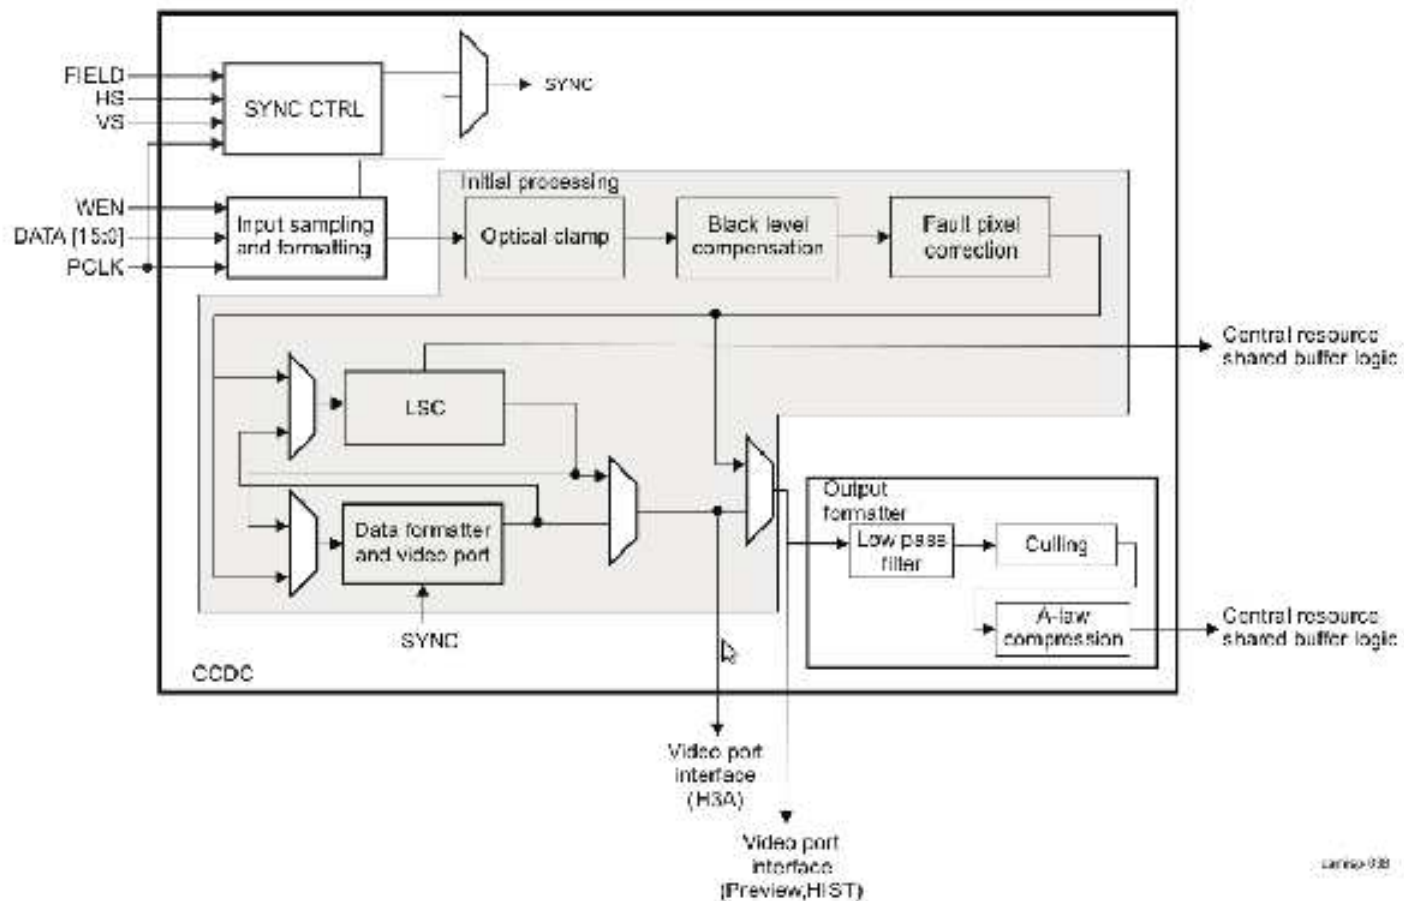 FIELD
HS
VS
SYNC CTRL
SYNC
WEN
DATA [15:0]
PCLK
Input sampling
and formatting
Initial processing
Optical clamp
Black level
compensation
Fault pixel
correction
Central resource
shared buffer logic
LSC
Data formatter
and video port
SYNC
Output
formatter
Low pass
filter
Culling
A-law
compression
Central resource
shared buffer logic
CCDC
Video port
interface
(H3A)
Video port
interface
(Preview,HIST)